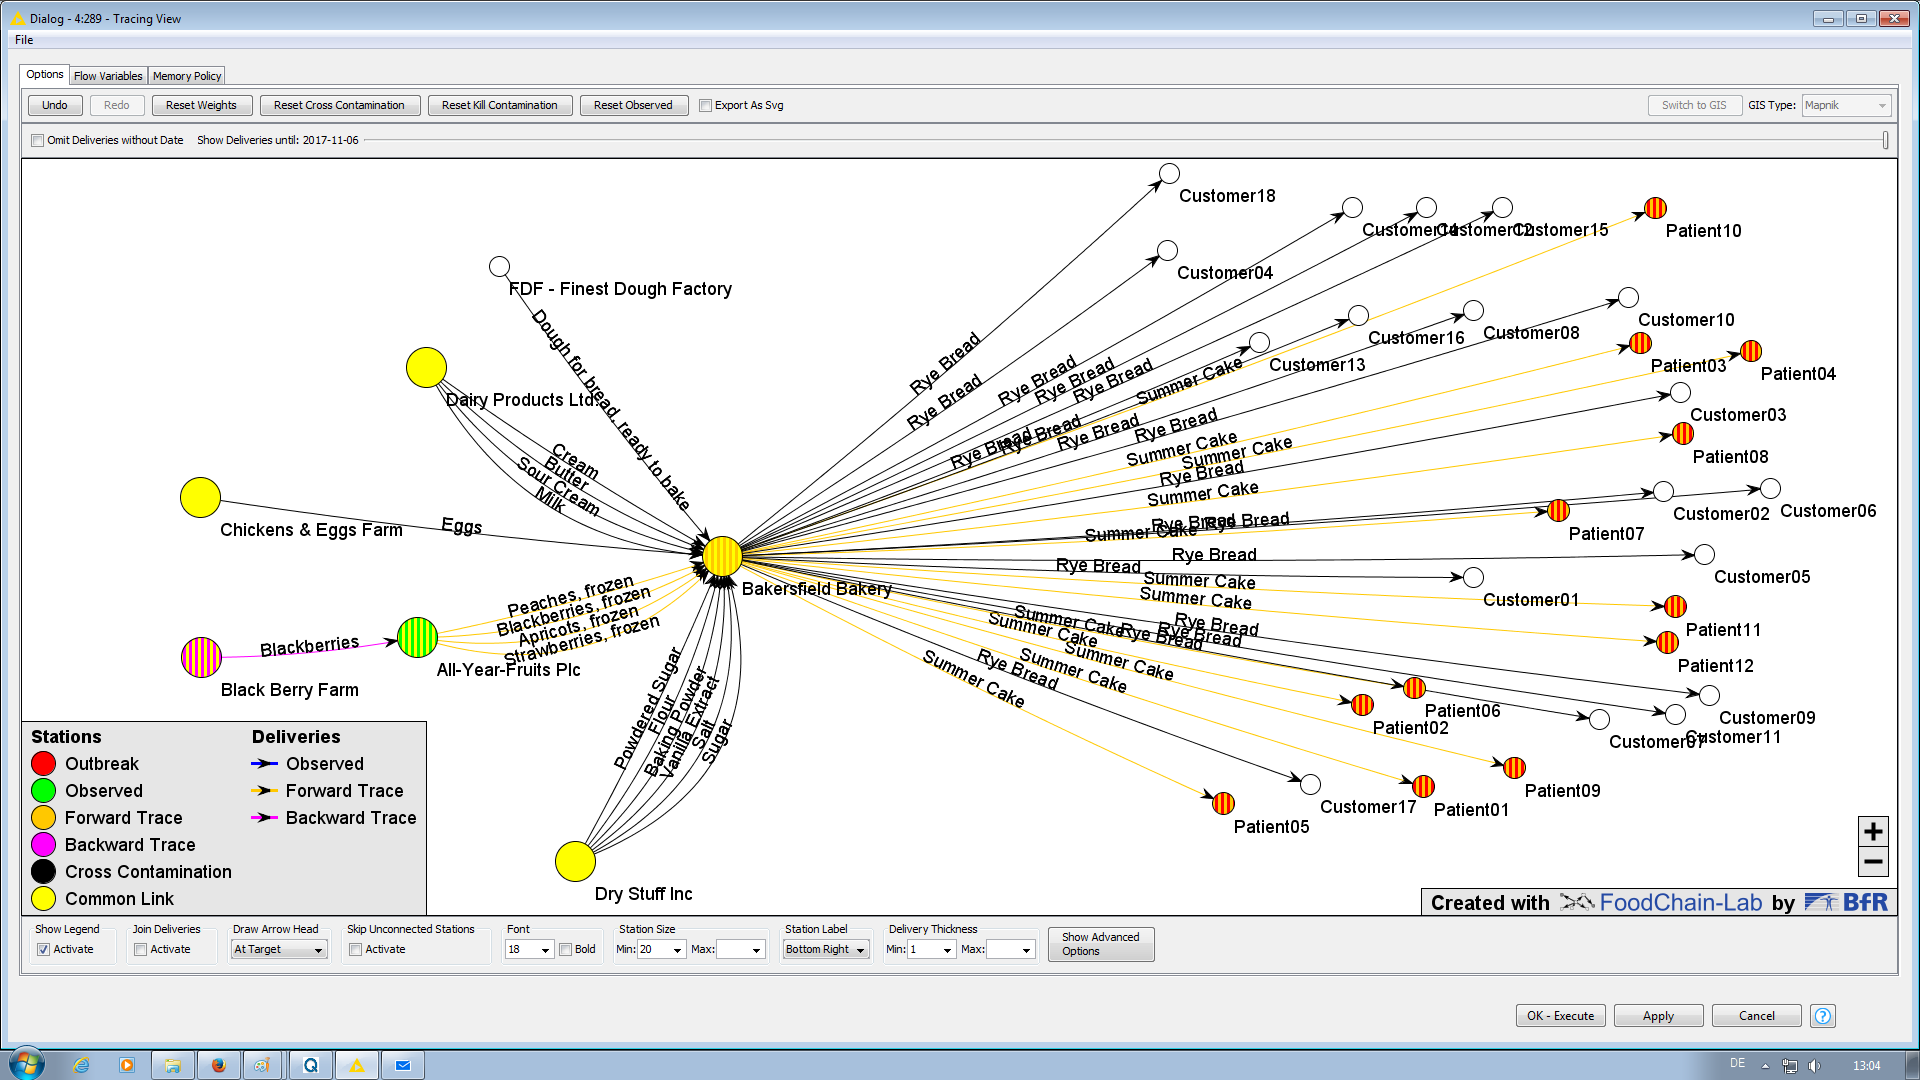 Dialog - 4:289 - Tracing View
File
Options Flow Variables Memory Policy
Undo Redo Reset Weights Reset Cross Contamination Reset Kill Contamination Reset Observed Export As Svg Switch to GIS GIS Type: Mapnik
Omit Deliveries without Date Show Deliveries until: 2017-11-06
Customer18
Customer14 Customer12 Customer15
Patient10
Customer04
FDF - Finest Dough Factory
Customer10
Customer16
Customer08
Customer13
Patient03
Patient04
Dairy Products Ltd.
Customer03
Patient08
Customer02
Customer06
Chickens & Eggs Farm
Patient07
Customer05
Bakersfield Bakery
Customer01
Patient11
All-Year-Fruits Plc
Patient12
Black Berry Farm
Patient06
Patient02
Customer09
Customer07
Customer11
Patient09
Customer17
Patient01
Patient05
Dry Stuff Inc
Dough for bread, ready to bake
Cream
Butter
Sour Cream
Milk
Eggs
Peaches, frozen
Blackberries, frozen
Apricots, frozen
Strawberries, frozen
Blackberries
Powdered Sugar
Flour
Baking Powder
Vanilla Extract
Salt
Sugar
Rye Bread
Rye Bread
Rye Bread
Rye Bread
Rye Bread
Summer Cake
Rye Bread
Rye Bread
Rye Bread
Rye Bread
Summer Cake
Summer Cake
Rye Bread
Summer Cake
Rye Bread
Rye Bread
Summer Cake
Rye Bread
Rye Bread
Summer Cake
Summer Cake
Summer Cake
Rye Bread
Summer Cake
Rye Bread
Rye Bread
Summer Cake
Rye Bread
Summer Cake
Summer Cake
Stations Deliveries
Outbreak Observed
Observed Forward Trace
Forward Trace Backward Trace
Backward Trace
Cross Contamination
Common Link
+
−
Created with FoodChain-Lab by BfR
Show Legend Join Deliveries Draw Arrow Head Skip Unconnected Stations Font Station Size Station Label Delivery Thickness
Activate Activate At Target Activate 18 Bold Min: 20 Max: Bottom Right Min: 1 Max: Show Advanced Options
OK - Execute Apply Cancel ?
DE 13:04